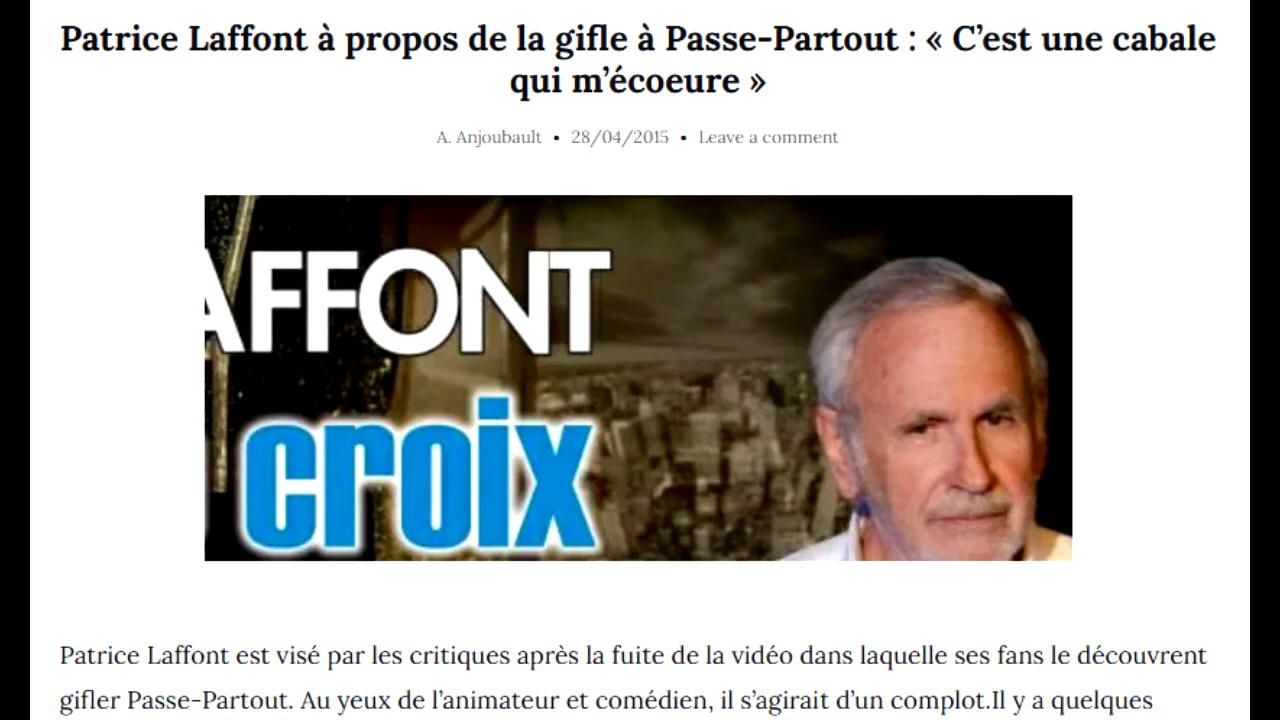 Patrice Laffont à propos de la gifle à Passe-Partout : « C’est une cabale
qui m’écoeure »
A. Anjoubault • 28/04/2015 • Leave a comment
AFFONT
croix
Patrice Laffont est visé par les critiques après la fuite de la vidéo dans laquelle ses fans le découvrent
gifler Passe-Partout. Au yeux de l’animateur et comédien, il s’agirait d’un complot.Il y a quelques